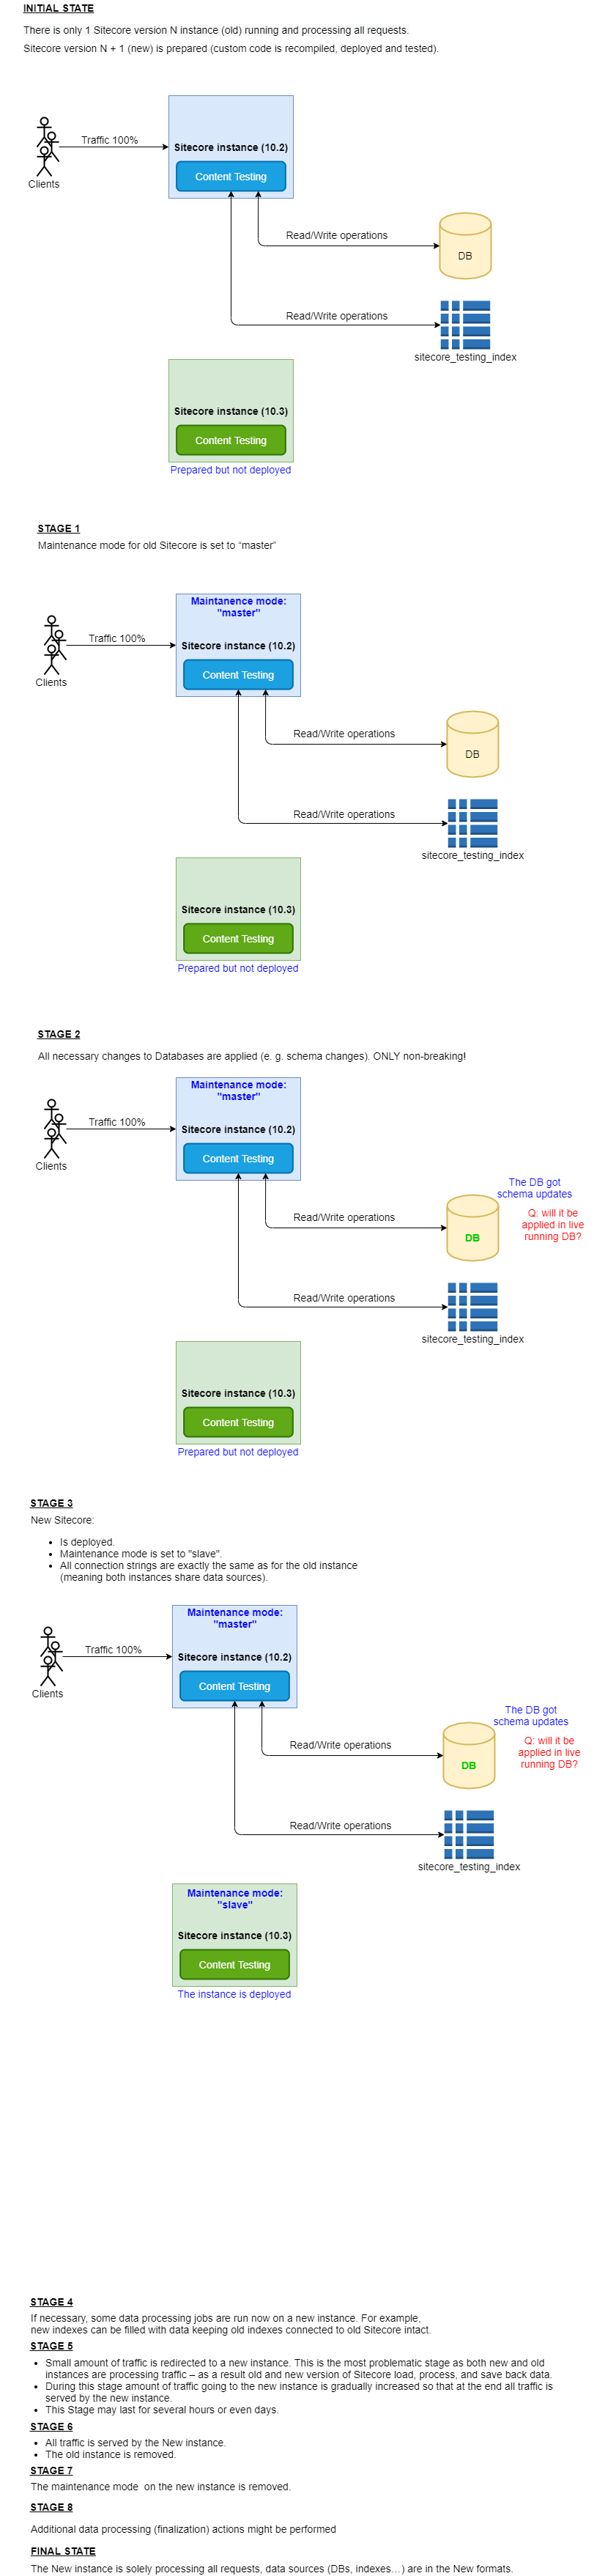 INITIAL STATE
There is only 1 Sitecore version N instance (old) running and processing all requests.
Sitecore version N + 1 (new) is prepared (custom code is recompiled, deployed and tested).
Traffic 100%
Clients
Sitecore instance (10.2)
Content Testing
Read/Write operations
DB
Read/Write operations
sitecore_testing_index
Sitecore instance (10.3)
Content Testing
Prepared but not deployed
STAGE 1
Maintenance mode for old Sitecore is set to “master”
Maintanence mode:
"master"
Traffic 100%
Clients
Sitecore instance (10.2)
Content Testing
Read/Write operations
DB
Read/Write operations
sitecore_testing_index
Sitecore instance (10.3)
Content Testing
Prepared but not deployed
STAGE 2
All necessary changes to Databases are applied (e. g. schema changes). ONLY non-breaking!
Maintenance mode:
"master"
Traffic 100%
Clients
Sitecore instance (10.2)
Content Testing
The DB got
schema updates
Q: will it be
applied in live
running DB?
Read/Write operations
DB
Read/Write operations
sitecore_testing_index
Sitecore instance (10.3)
Content Testing
Prepared but not deployed
STAGE 3
New Sitecore:
• Is deployed.
• Maintenance mode is set to "slave".
• All connection strings are exactly the same as for the old instance
(meaning both instances share data sources).
Maintenance mode:
"master"
Traffic 100%
Clients
Sitecore instance (10.2)
Content Testing
The DB got
schema updates
Q: will it be
applied in live
running DB?
Read/Write operations
DB
Read/Write operations
sitecore_testing_index
Maintenance mode:
"slave"
Sitecore instance (10.3)
Content Testing
The instance is deployed
STAGE 4
If necessary, some data processing jobs are run now on a new instance. For example,
new indexes can be filled with data keeping old indexes connected to old Sitecore intact.
STAGE 5
• Small amount of traffic is redirected to a new instance. This is the most problematic stage as both new and old
instances are processing traffic – as a result old and new version of Sitecore load, process, and save back data.
• During this stage amount of traffic going to the new instance is gradually increased so that at the end all traffic is
served by the new instance.
• This Stage may last for several hours or even days.
STAGE 6
• All traffic is served by the New instance.
• The old instance is removed.
STAGE 7
The maintenance mode on the new instance is removed.
STAGE 8
Additional data processing (finalization) actions might be performed
FINAL STATE
The New instance is solely processing all requests, data sources (DBs, indexes…) are in the New formats.